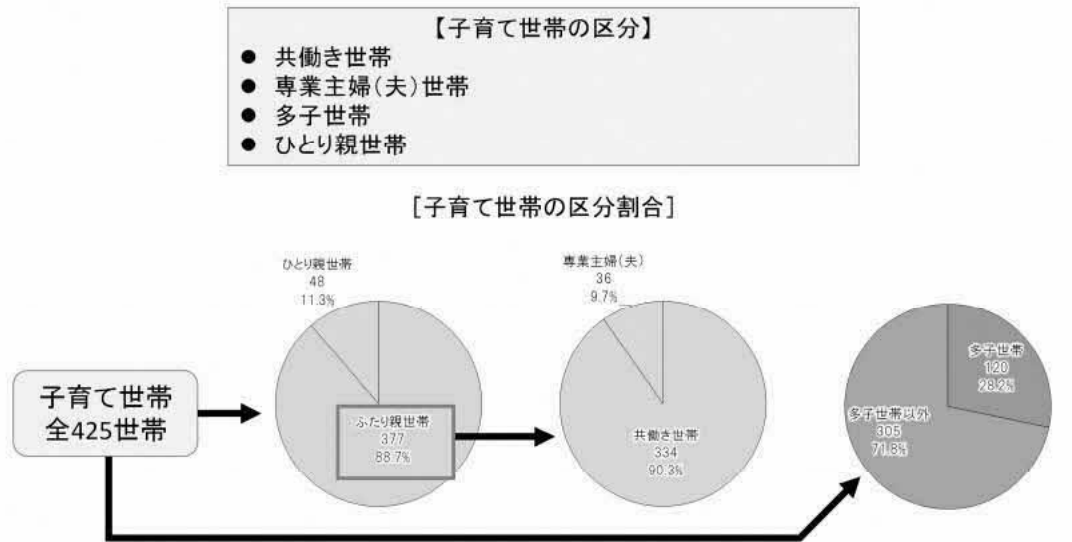 【子育て世帯の区分】
● 共働き世帯
● 専業主婦(夫)世帯
● 多子世帯
● ひとり親世帯
[子育て世帯の区分割合]
ひとり親世帯
48
11.3%
専業主婦(夫)
36
9.7%
子育て世帯
全425世帯
ふたり親世帯
377
88.7%
共働き世帯
334
90.3%
多子世帯
120
28.2%
多子世帯以外
305
71.8%